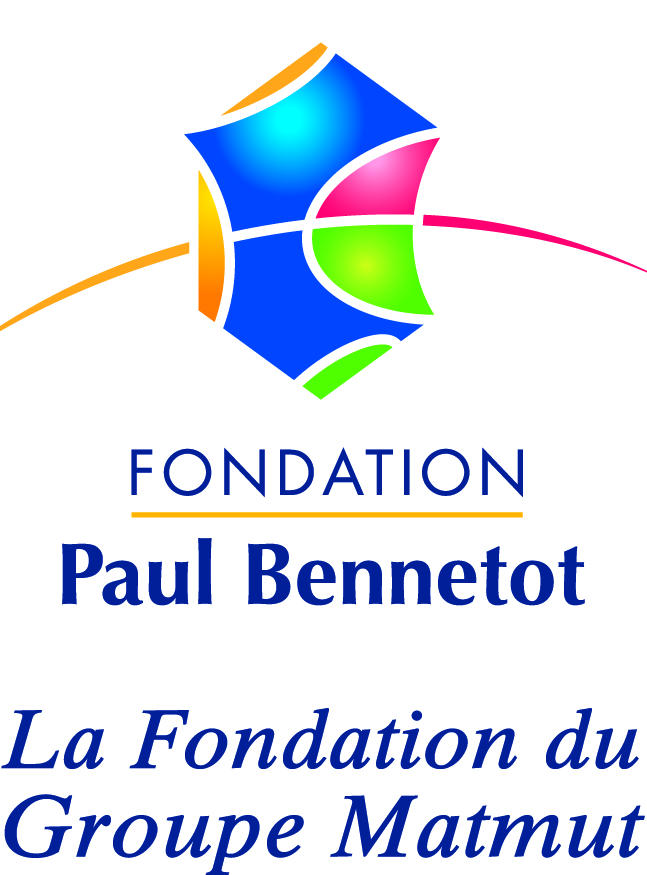 FONDATION
Paul Bennetot
La Fondation du
Groupe Matmut